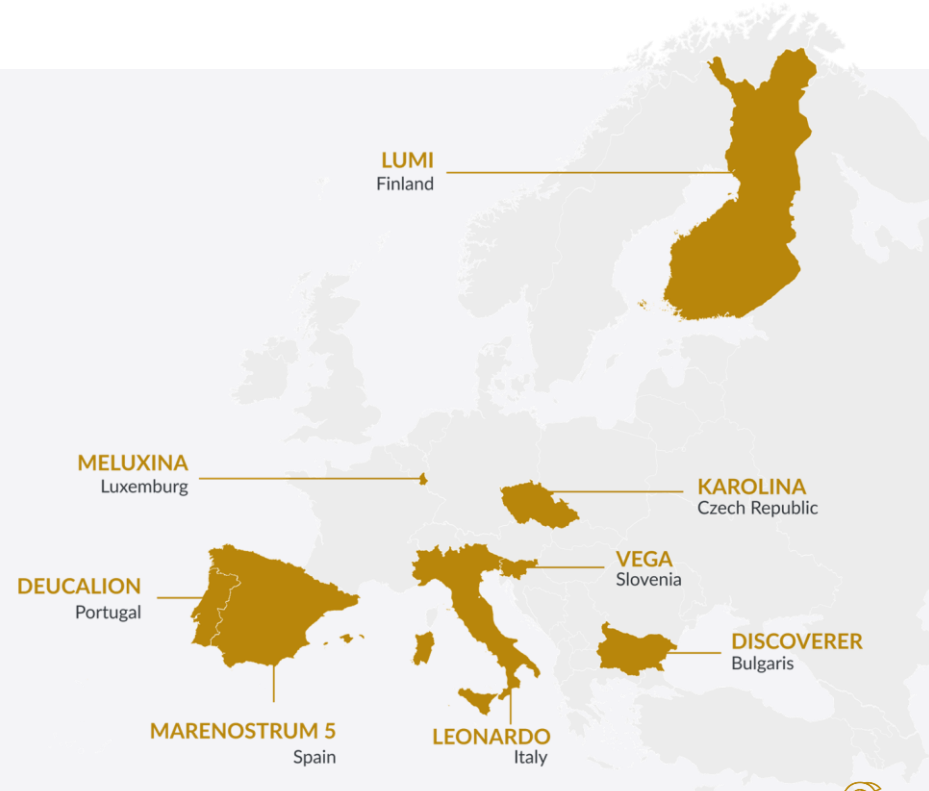 LUMI
Finland
MELUXINA
Luxemburg
KAROLINA
Czech Republic
VEGA
Slovenia
DEUCALION
Portugal
DISCOVERER
Bulgaris
MARENOSTRUM 5
Spain
LEONARDO
Italy